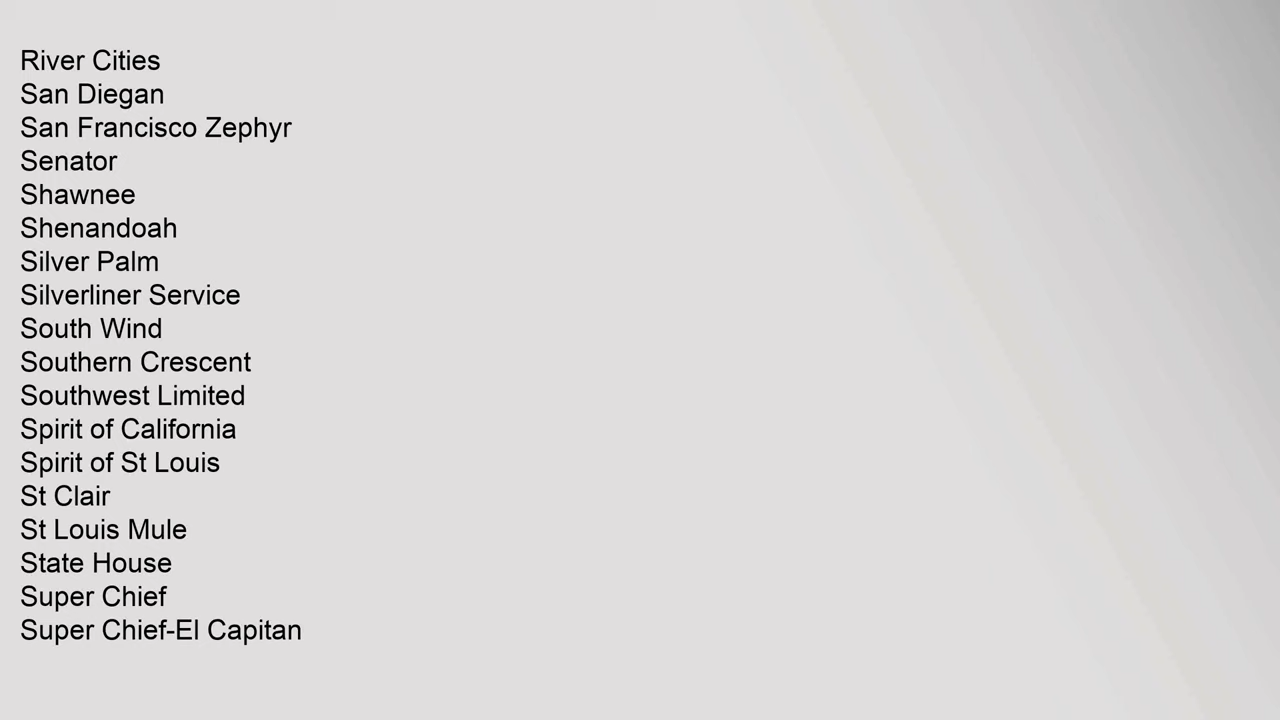 River Cities
San Diegan
San Francisco Zephyr
Senator
Shawnee
Shenandoah
Silver Palm
Silverliner Service
South Wind
Southern Crescent
Southwest Limited
Spirit of California
Spirit of St Louis
St Clair
St Louis Mule
State House
Super Chief
Super Chief-El Capitan